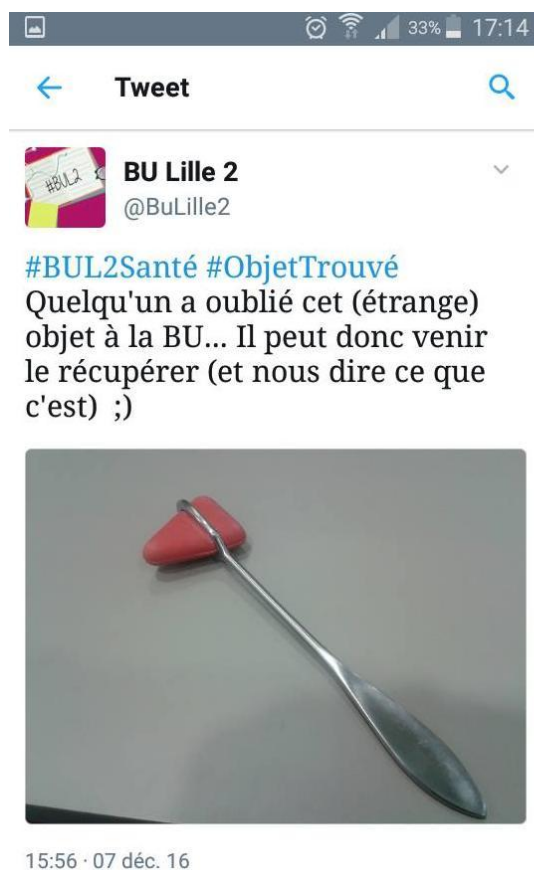 33% 17:14
Tweet
#BUL2
BU Lille 2
@BuLille2
#BUL2Santé #ObjetTrouvé
Quelqu'un a oublié cet (étrange)
objet à la BU... Il peut donc venir
le récupérer (et nous dire ce que
c'est) ;)
15:56 · 07 déc. 16